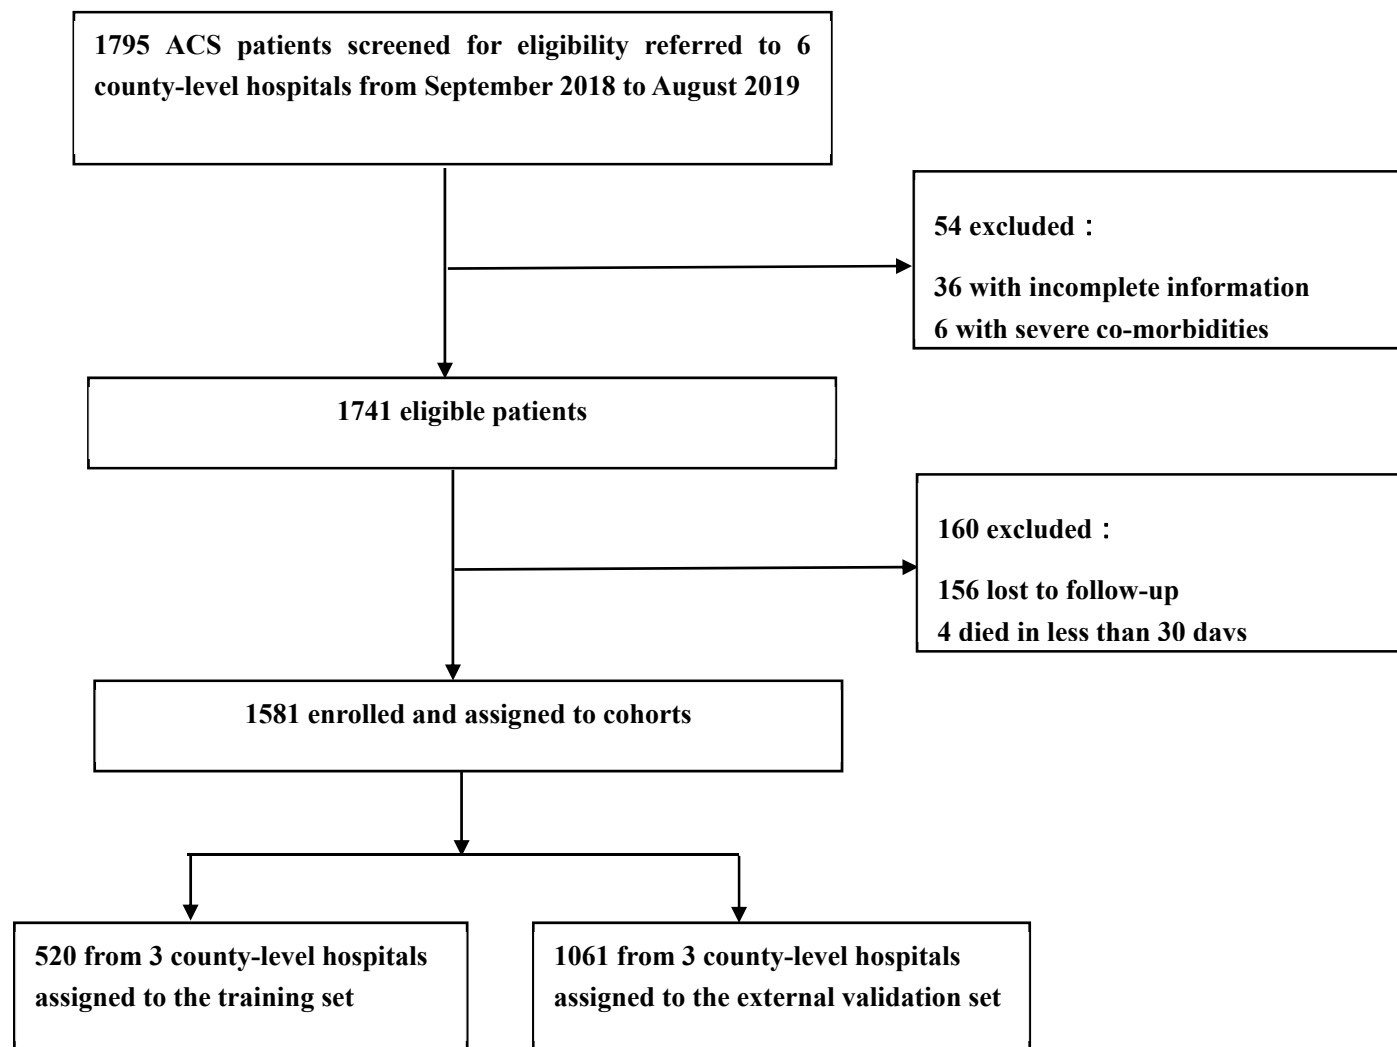 1795 ACS patients screened for eligibility referred to 6
county-level hospitals from September 2018 to August 2019
54 excluded：
36 with incomplete information
6 with severe co-morbidities
1741 eligible patients
160 excluded：
156 lost to follow-up
4 died in less than 30 days
1581 enrolled and assigned to cohorts
520 from 3 county-level hospitals
assigned to the training set
1061 from 3 county-level hospitals
assigned to the external validation set